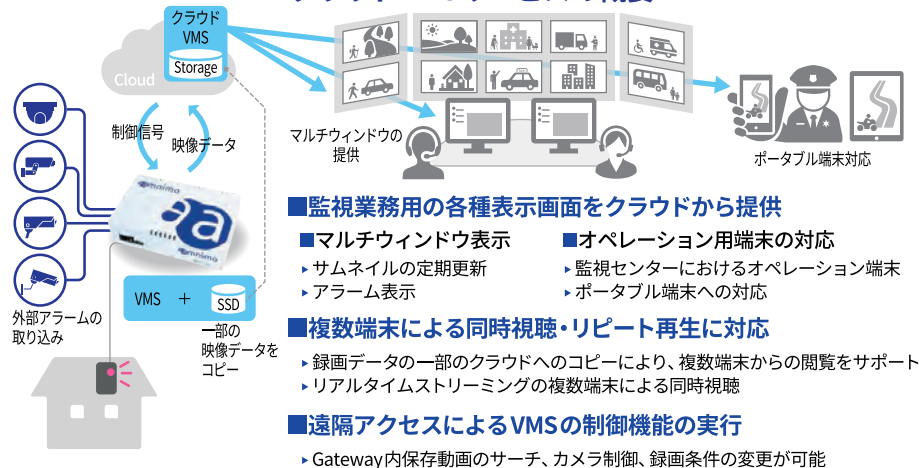 クラウド
VMS
Storage
Cloud
制御信号
映像データ
マルチウィンドウの
提供
ポータブル端末対応
omnimo
aa
omnimo
VMS + SSD
外部アラームの
取り込み
一部の
映像データを
コピー
■監視業務用の各種表示画面をクラウドから提供
■マルチウィンドウ表示
▸サムネイルの定期更新
▸アラーム表示
■オペレーション用端末の対応
▸監視センターにおけるオペレーション端末
▸ポータブル端末への対応
■複数端末による同時視聴・リピート再生に対応
▸録画データの一部のクラウドへのコピーにより、複数端末からの閲覧をサポート
▸リアルタイムストリーミングの複数端末による同時視聴
■遠隔アクセスによるVMSの制御機能の実行
▸Gateway内保存動画のサーチ、カメラ制御、録画条件の変更が可能